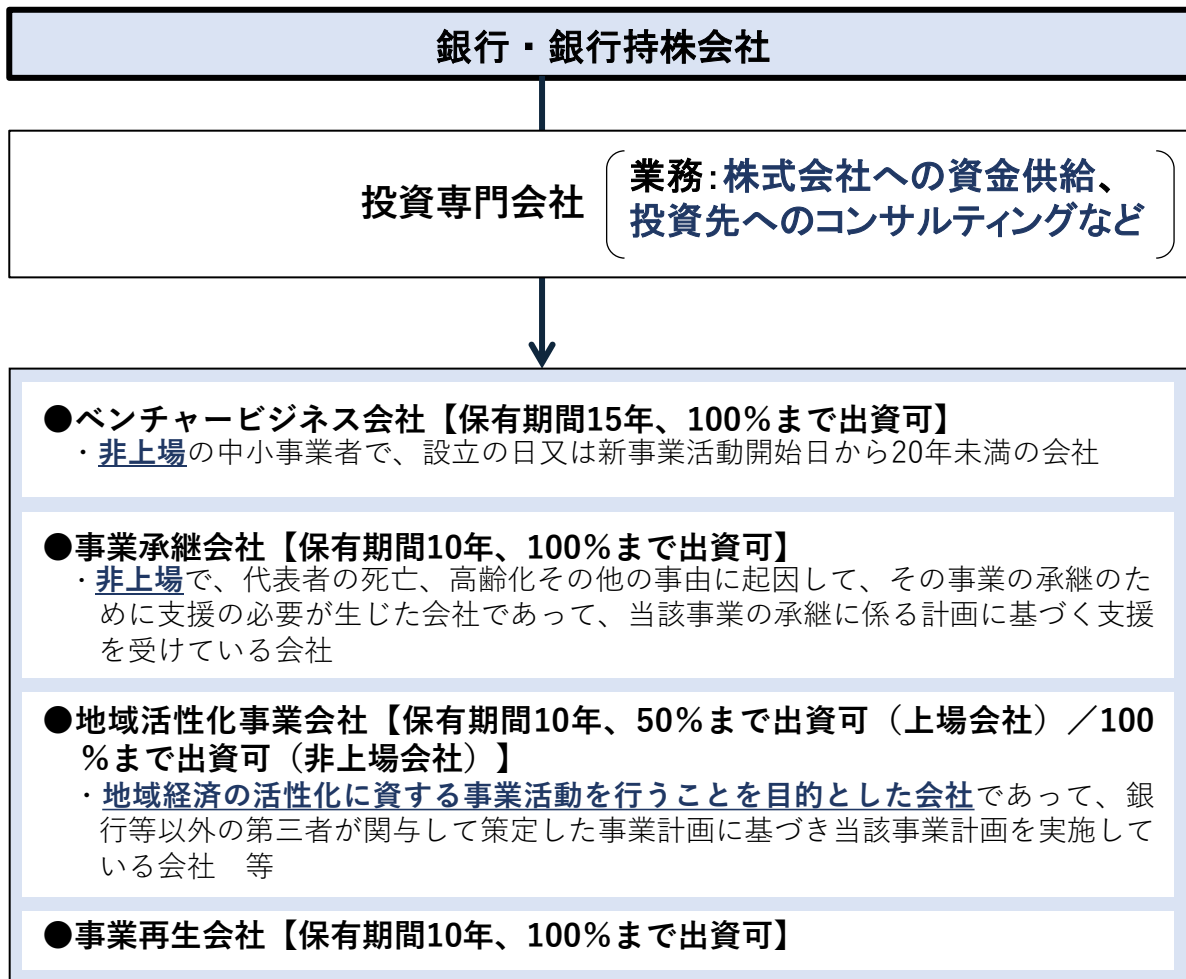 銀行・銀行持株会社
投資専門会社
業務:株式会社への資金供給、
投資先へのコンサルティングなど
●ベンチャービジネス会社【保有期間15年、100%まで出資可】
・非上場の中小事業者で、設立の日又は新事業活動開始日から20年未満の会社
●事業承継会社【保有期間10年、100%まで出資可】
・非上場で、代表者の死亡、高齢化その他の事由に起因して、その事業の承継のた
めに支援の必要が生じた会社であって、当該事業の承継に係る計画に基づく支援
を受けている会社
●地域活性化事業会社【保有期間10年、50%まで出資可(上場会社)／100
%まで出資可(非上場会社)】
・地域経済の活性化に資する事業活動を行うことを目的とした会社であって、銀
行等以外の第三者が関与して策定した事業計画に基づき当該事業計画を実施して
いる会社　等
●事業再生会社【保有期間10年、100%まで出資可】